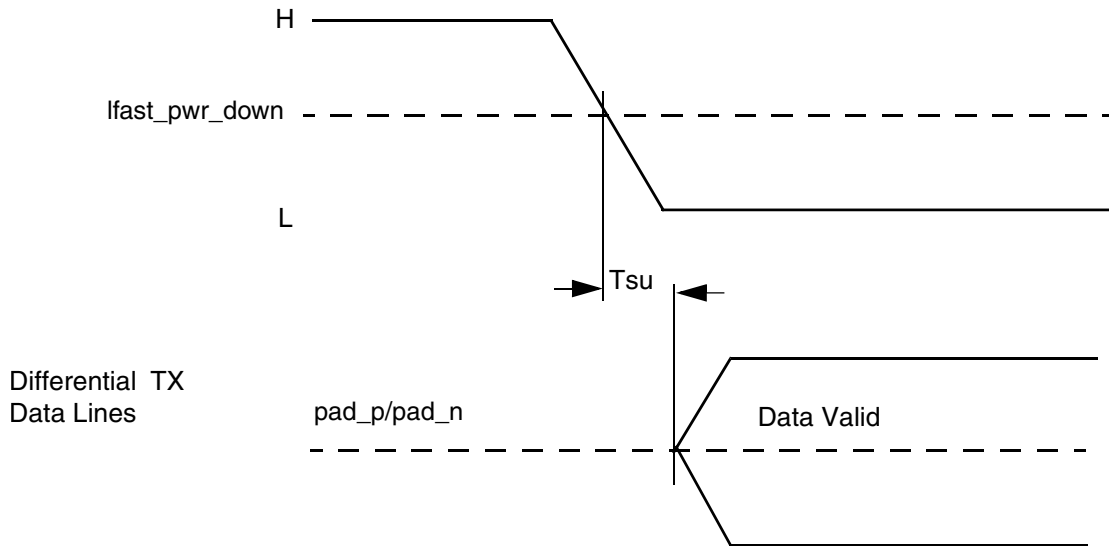 H
lfast_pwr_down
L
Tsu
Differential TX
Data Lines
pad_p/pad_n
Data Valid